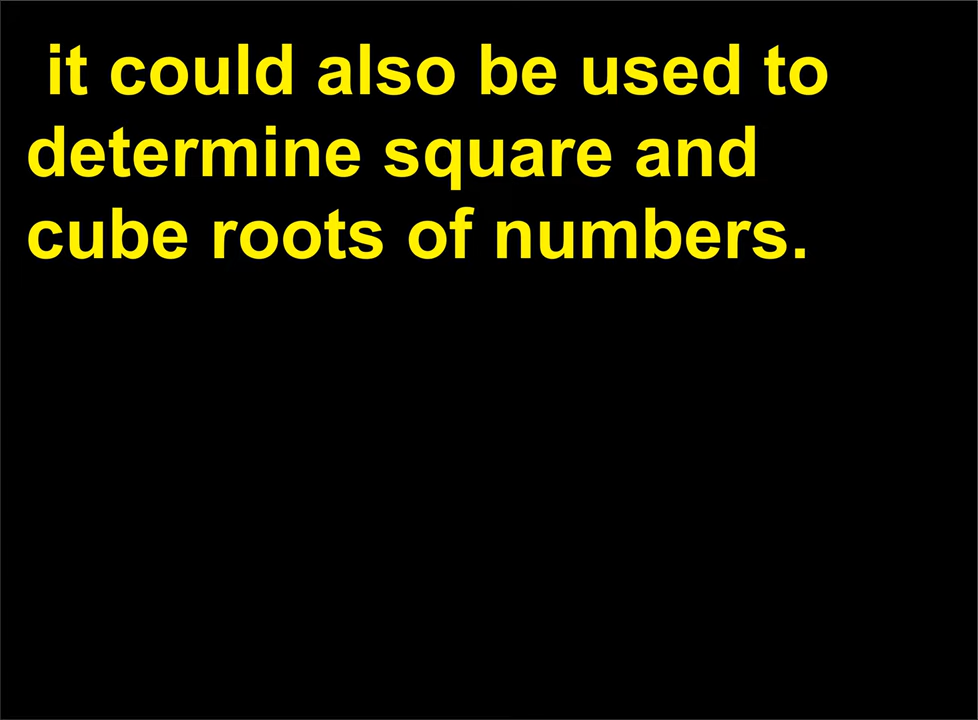 it could also be used to
determine square and
cube roots of numbers.